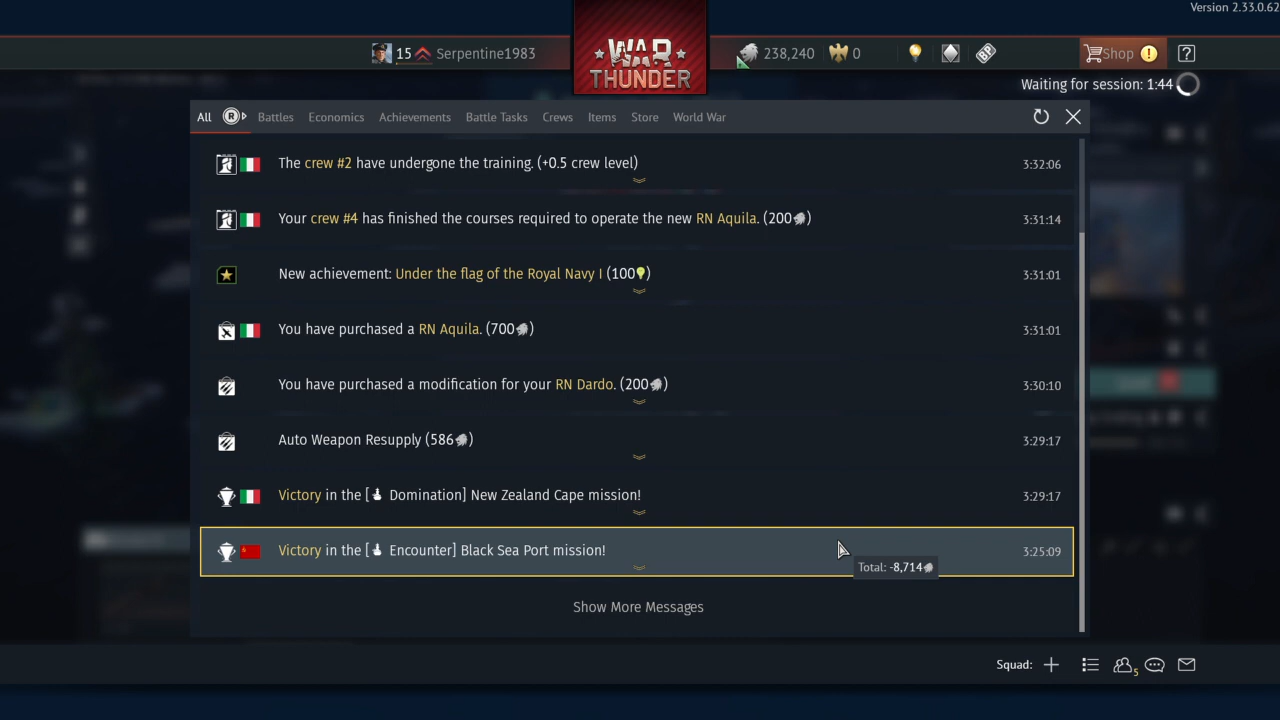 Version 2.33.0.62
15 Serpentine1983
WAR THUNDER
238,240 0
Shop
Waiting for session: 1:44
All Battles Economics Achievements Battle Tasks Crews Items Store World War
The crew #2 have undergone the training. (+0.5 crew level) 3:32:06
Your crew #4 has finished the courses required to operate the new RN Aquila. (200) 3:31:14
New achievement: Under the flag of the Royal Navy I (100) 3:31:01
You have purchased a RN Aquila. (700) 3:31:01
You have purchased a modification for your RN Dardo. (200) 3:30:10
Auto Weapon Resupply (586) 3:29:17
Victory in the [Domination] New Zealand Cape mission! 3:29:17
Victory in the [Encounter] Black Sea Port mission! 3:25:09
Total: -8,714
Show More Messages
Squad: 5